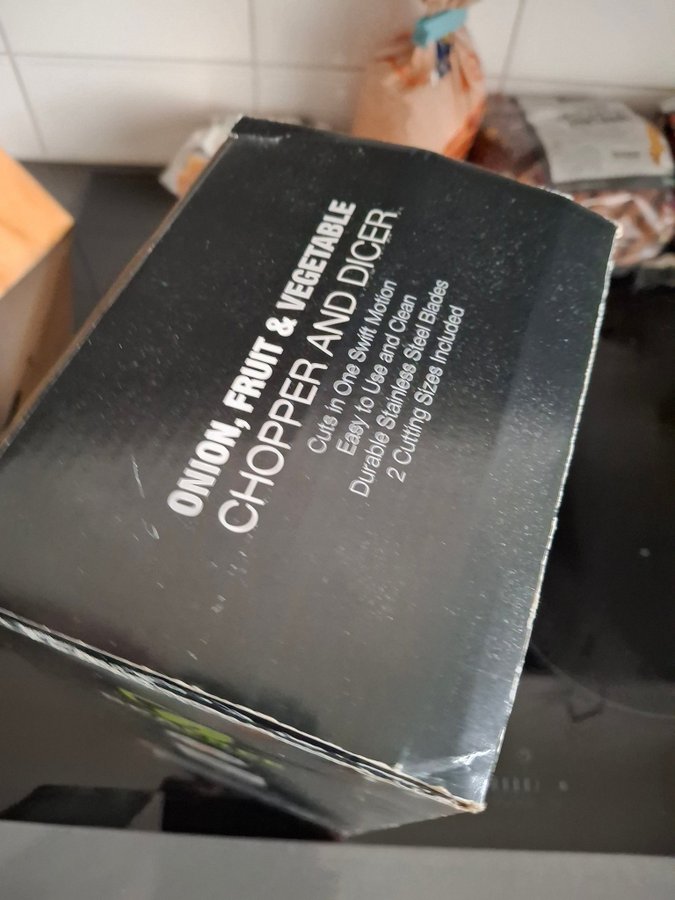 ONION, FRUIT & VEGETABLE
CHOPPER AND DICER
Cuts in One Swift Motion
Easy to Use and Clean
Durable Stainless Steel Blades
2 Cutting Sizes Included